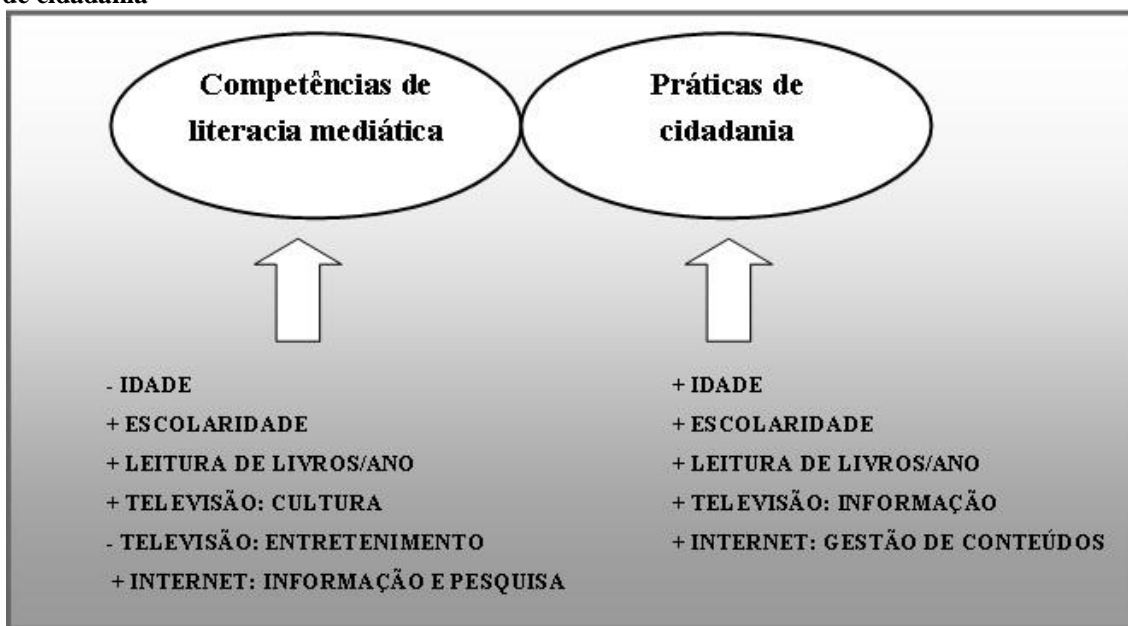 de cidadania
Competências de
literacia mediática
Práticas de
cidadania
- IDADE
+ ESCOLARIDADE
+ LEITURA DE LIVROS/ANO
+ TELEVISÃO: CULTURA
- TELEVISÃO: ENTRETENIMENTO
+ INTERNET: INFORMAÇÃO E PESQUISA
+ IDADE
+ ESCOLARIDADE
+ LEITURA DE LIVROS/ANO
+ TELEVISÃO: INFORMAÇÃO
+ INTERNET: GESTÃO DE CONTEÚDOS